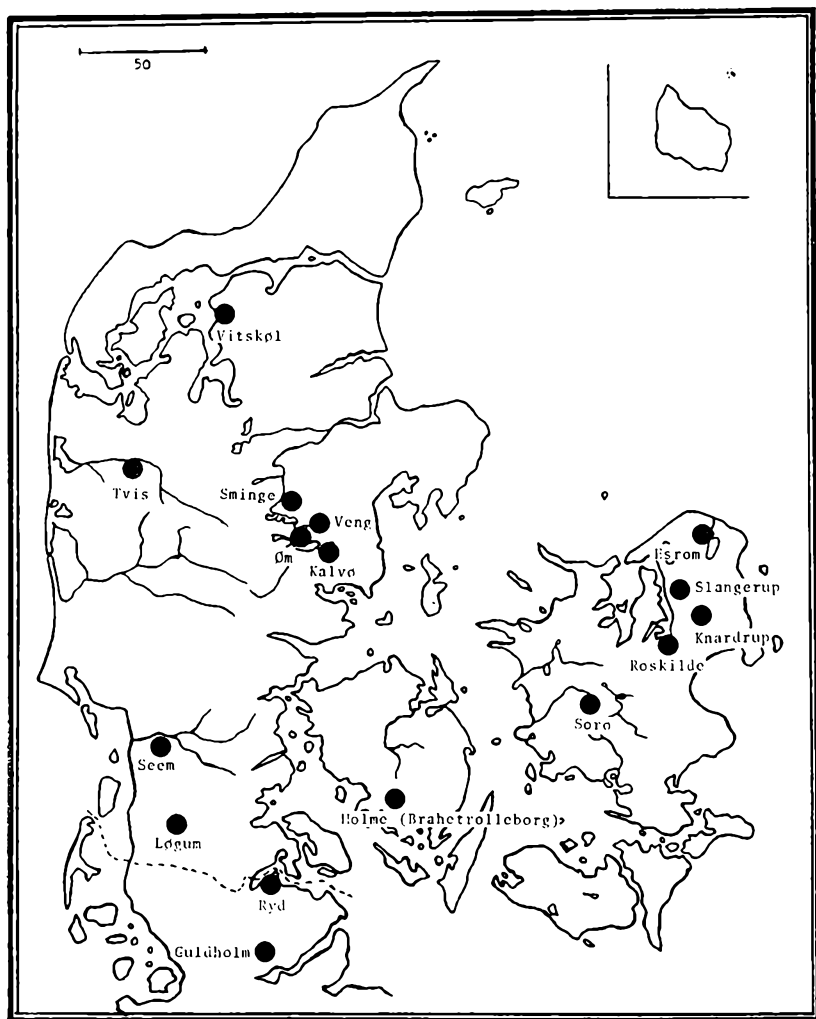 50
Vitskøl
Tvis
Sminge
Veng
Øm
Kalvø
Esrom
Slangerup
Knardrup
Roskilde
Sorø
Seem
Holme (Brahetrolleborg)
Løgum
Ryd
Guldholm